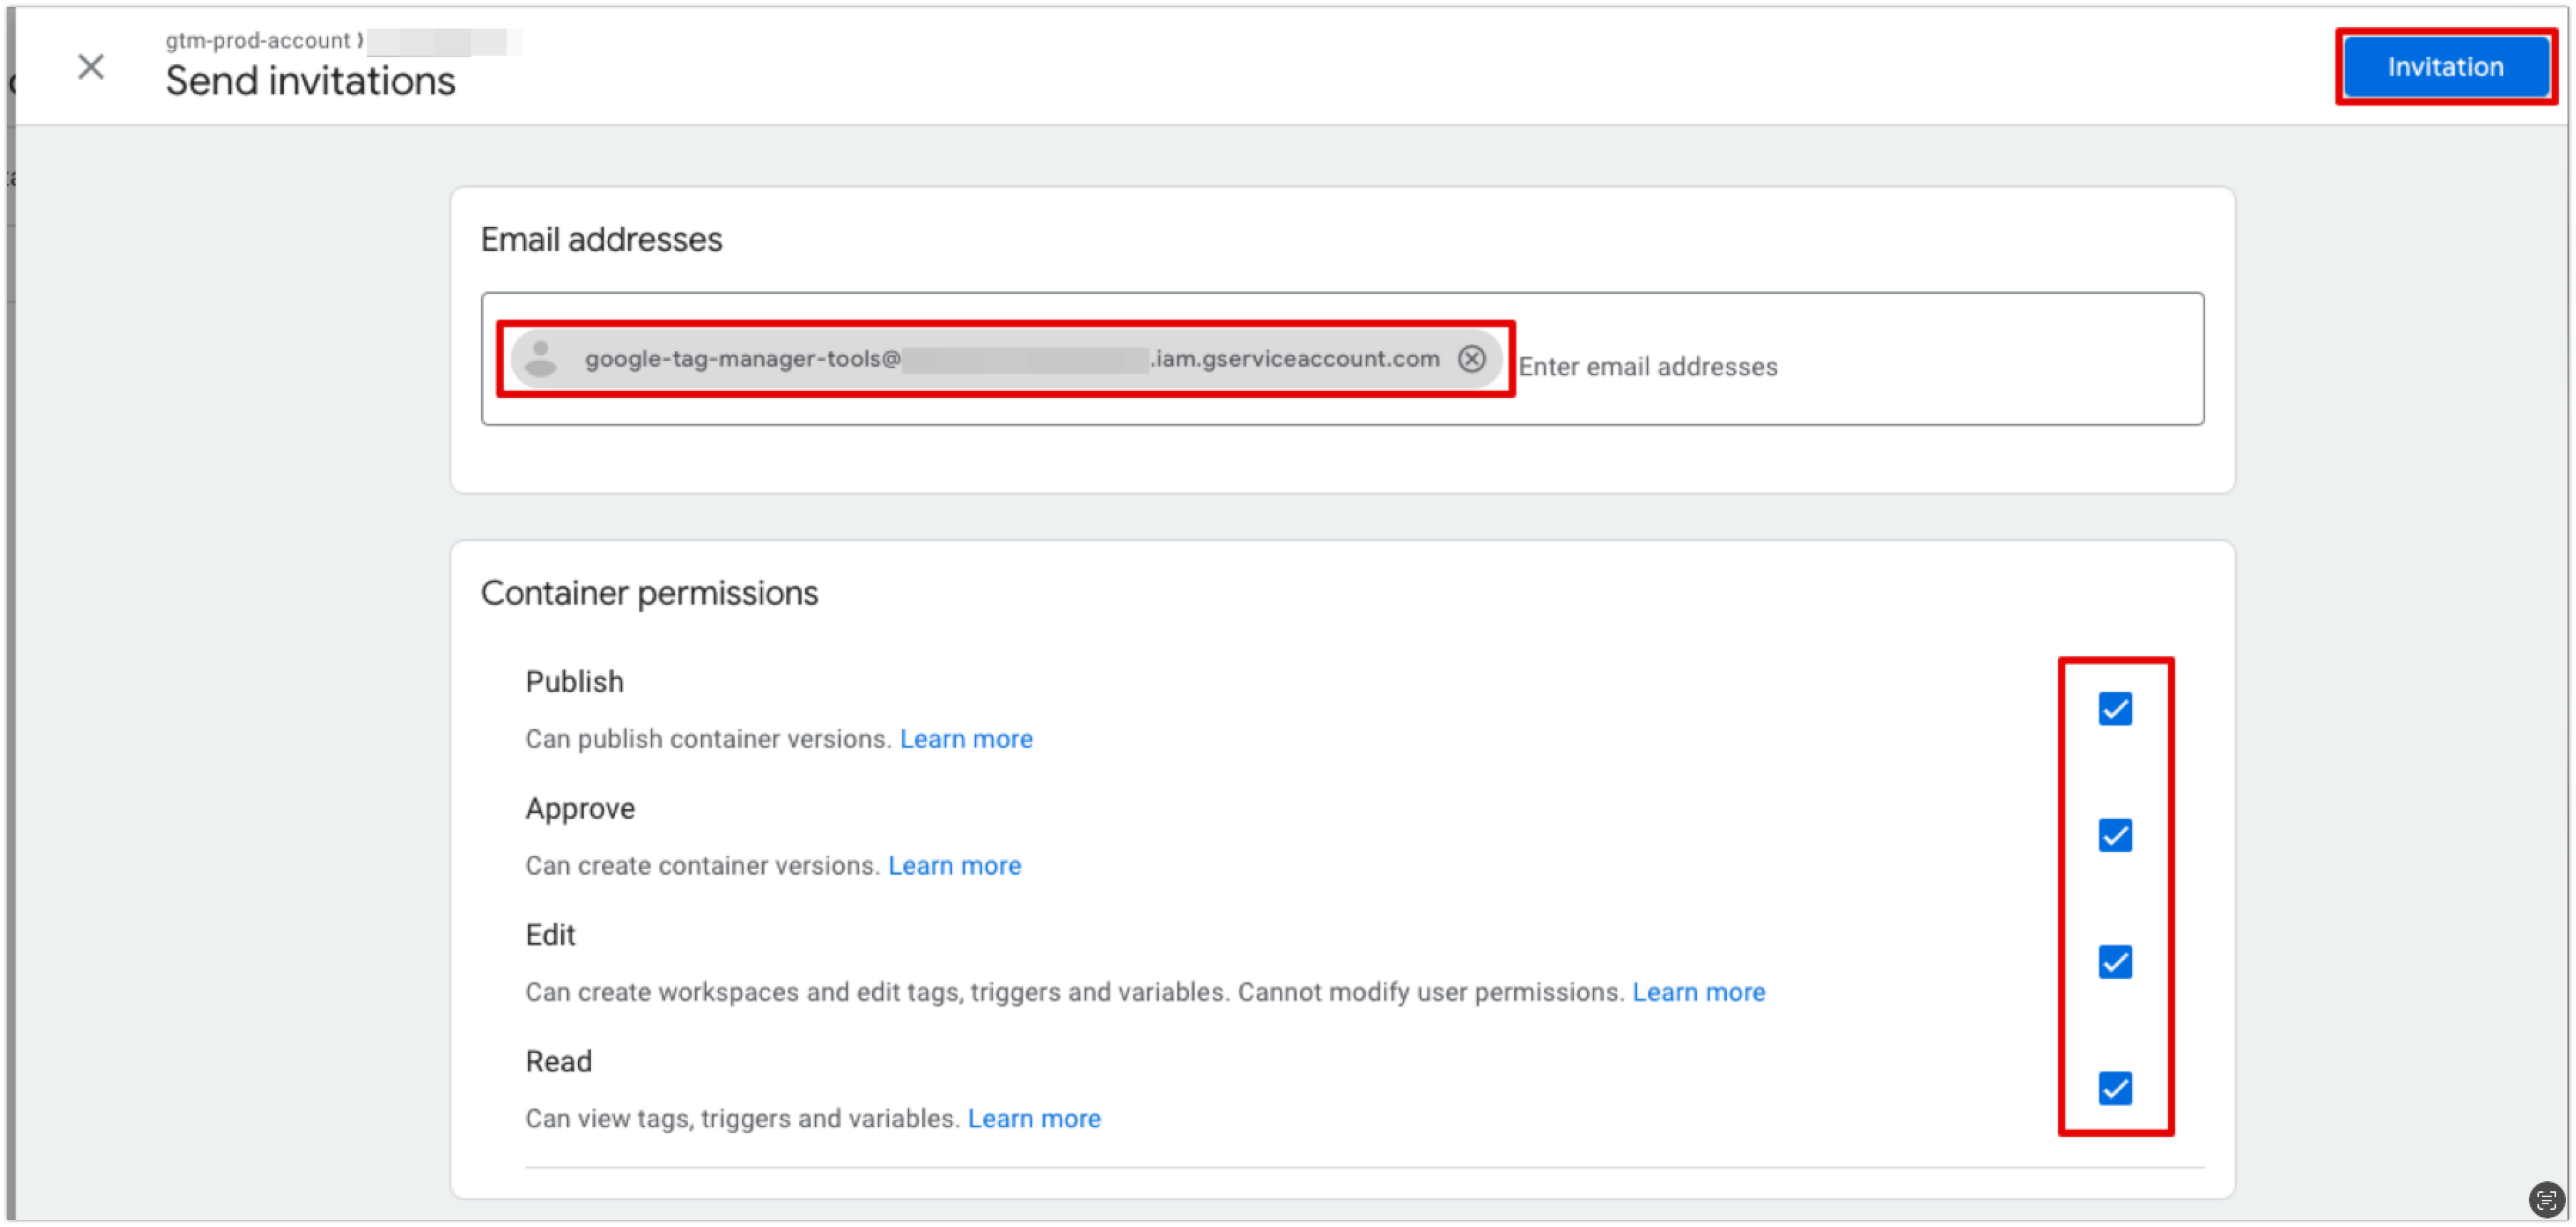 gtm-prod-account ⟩
Send invitations
Invitation
Email addresses
google-tag-manager-tools@ .iam.gserviceaccount.com
Enter email addresses
Container permissions
Publish
Can publish container versions. Learn more
Approve
Can create container versions. Learn more
Edit
Can create workspaces and edit tags, triggers and variables. Cannot modify user permissions. Learn more
Read
Can view tags, triggers and variables. Learn more